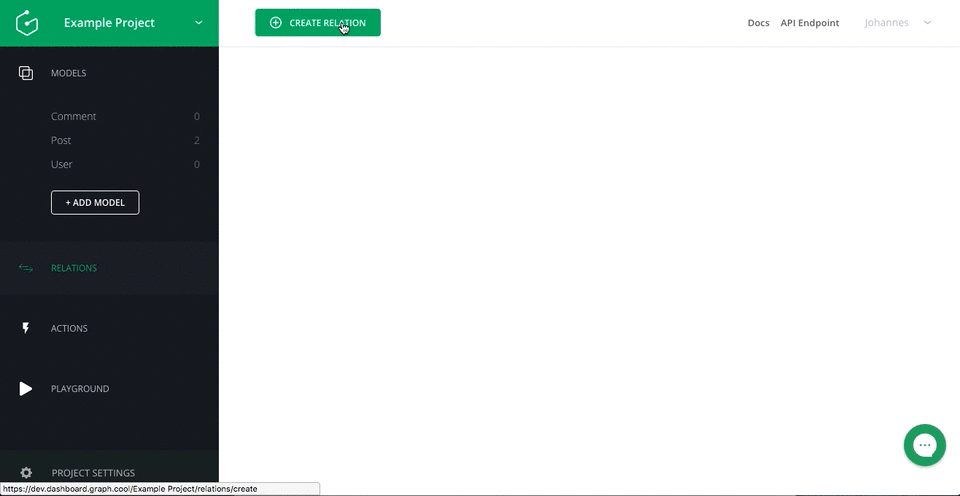 Example Project
CREATE RELATION
Docs API Endpoint Johannes
MODELS
Comment 0
Post 2
User 0
+ ADD MODEL
RELATIONS
ACTIONS
PLAYGROUND
PROJECT SETTINGS
https://dev.dashboard.graph.cool/Example Project/relations/create